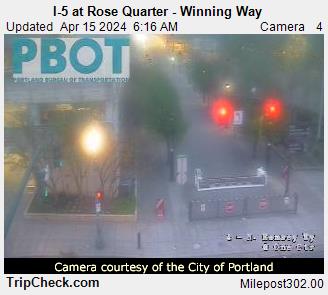 I-5 at Rose Quarter - Winning Way
Updated Apr 15 2024 6:16 AM Camera 4
PBOT
PORTLAND BUREAU OF TRANSPORTATION
Camera courtesy of the City of Portland
TripCheck.com Milepost302.00